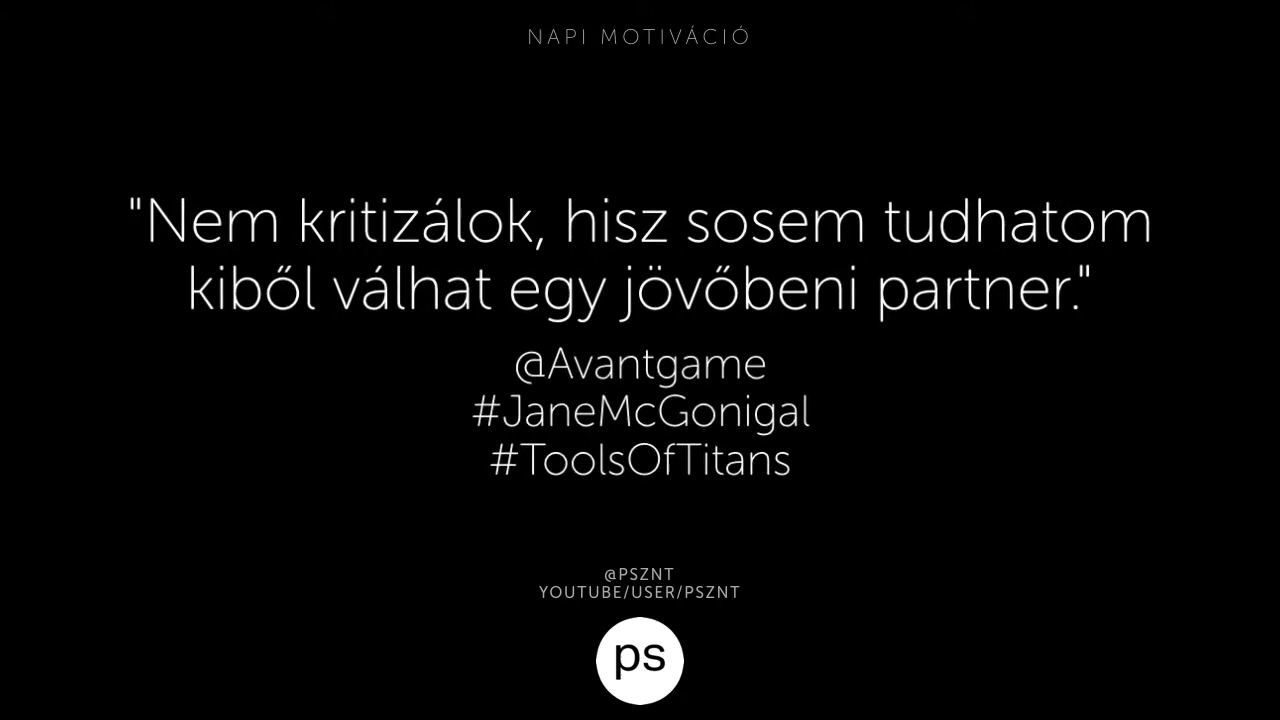 NAPI MOTIVÁCIÓ
"Nem kritizálok, hisz sosem tudhatom
kiből válhat egy jövőbeni partner."
@Avantgame
#JaneMcGonigal
#ToolsOfTitans
@PSZNT
YOUTUBE/USER/PSZNT
ps